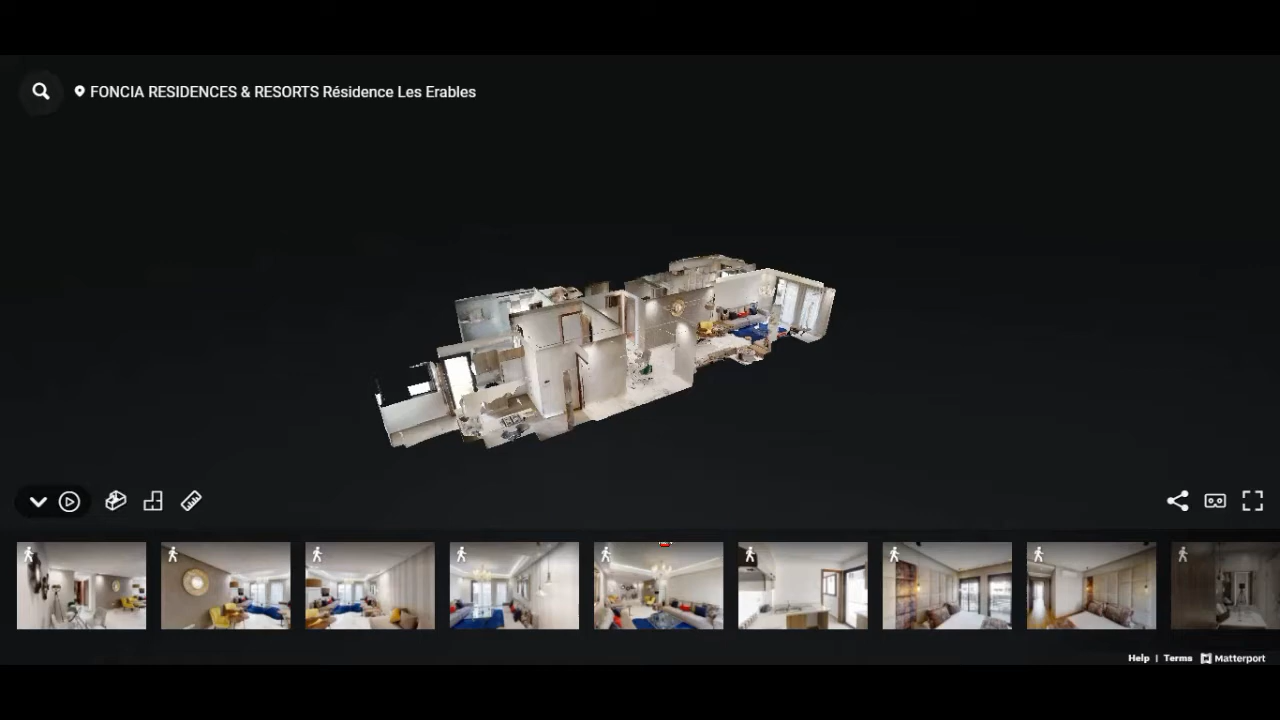 FONCIA RESIDENCES & RESORTS Résidence Les Erables
Help | Terms Matterport